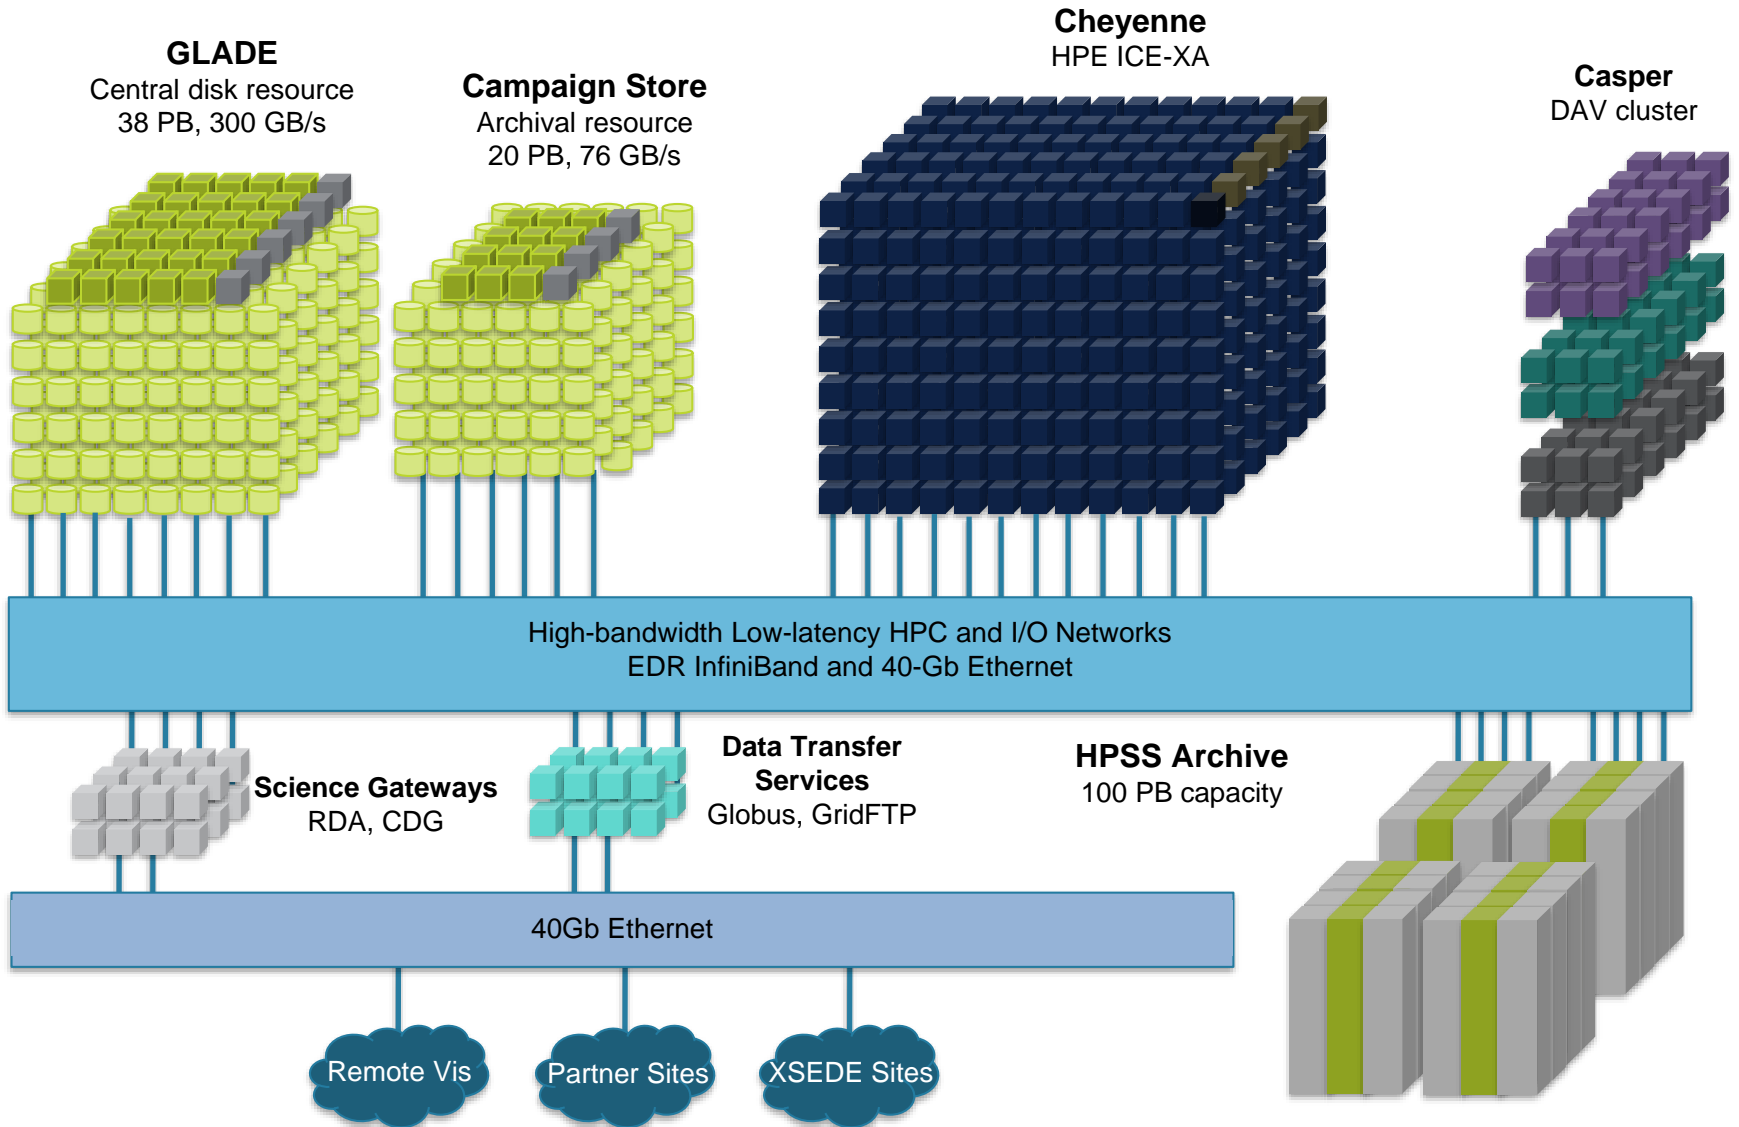 GLADE
Central disk resource
38 PB, 300 GB/s
Campaign Store
Archival resource
20 PB, 76 GB/s
Cheyenne
HPE ICE-XA
Casper
DAV cluster
High-bandwidth Low-latency HPC and I/O Networks
EDR InfiniBand and 40-Gb Ethernet
Science Gateways
RDA, CDG
Data Transfer
Services
Globus, GridFTP
HPSS Archive
100 PB capacity
40Gb Ethernet
Remote Vis
Partner Sites
XSEDE Sites